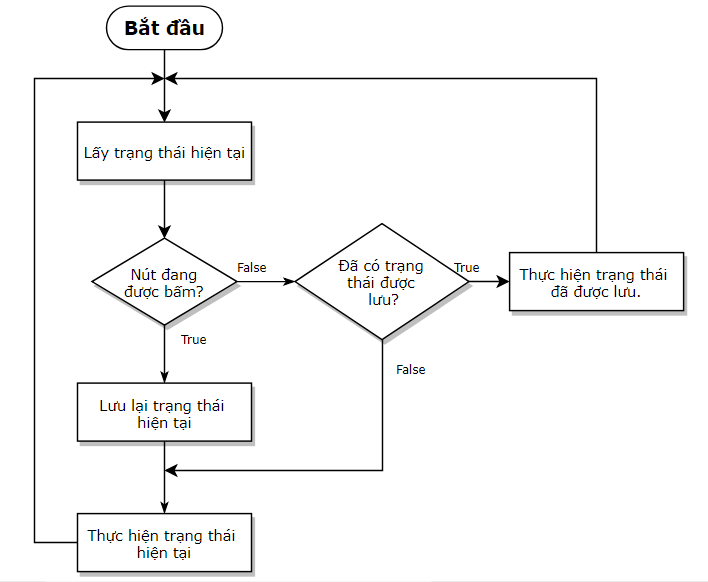 Bắt đầu
Lấy trạng thái hiện tại
Nút đang
được bấm?
False
Đã có trạng
thái được
lưu?
True
Thực hiện trạng thái
đã được lưu.
True
False
Lưu lại trạng thái
hiện tại
Thực hiện trạng thái
hiện tại